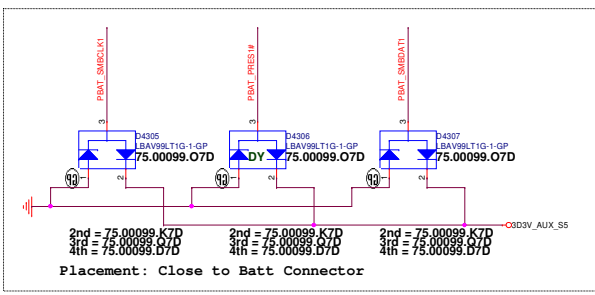 PBAT_SMBCLK1
PBAT_PRES1#
PBAT_SMBDAT1
3
3
3
D4305
LBAV99LT1G-1-GP
75.00099.O7D
D4306
LBAV99LT1G-1-GP
DY
75.00099.O7D
D4307
LBAV99LT1G-1-GP
75.00099.O7D
1
2
1
2
1
2
3D3V_AUX_S5
2nd = 75.00099.K7D
3rd = 75.00099.Q7D
4th = 75.00099.D7D
2nd = 75.00099.K7D
3rd = 75.00099.Q7D
4th = 75.00099.D7D
2nd = 75.00099.K7D
3rd = 75.00099.Q7D
4th = 75.00099.D7D
Placement: Close to Batt Connector